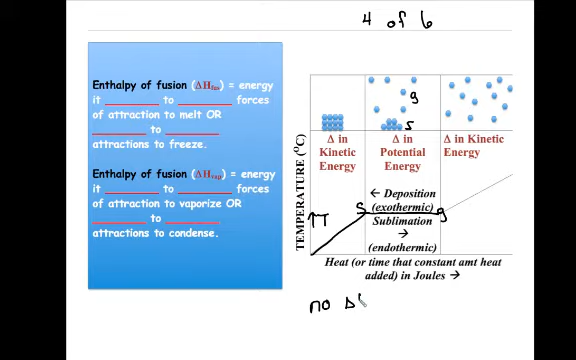 4 of 6
Enthalpy of fusion (ΔH_fus) = energy
it ________ to ________ forces
of attraction to melt OR
________ to ________
attractions to freeze.
Enthalpy of fusion (ΔH_vap) = energy
it ________ to ________ forces
of attraction to vaporize OR
________ to ________
attractions to condense.
g
s
Δ in
Kinetic
Energy
Δ in
Potential
Energy
Δ in Kinetic
Energy
TEMPERATURE (°C)
← Deposition
(exothermic)
S g
Sublimation
→
(endothermic)
↑T
Heat (or time that constant amt heat
added) in Joules →
no Δ